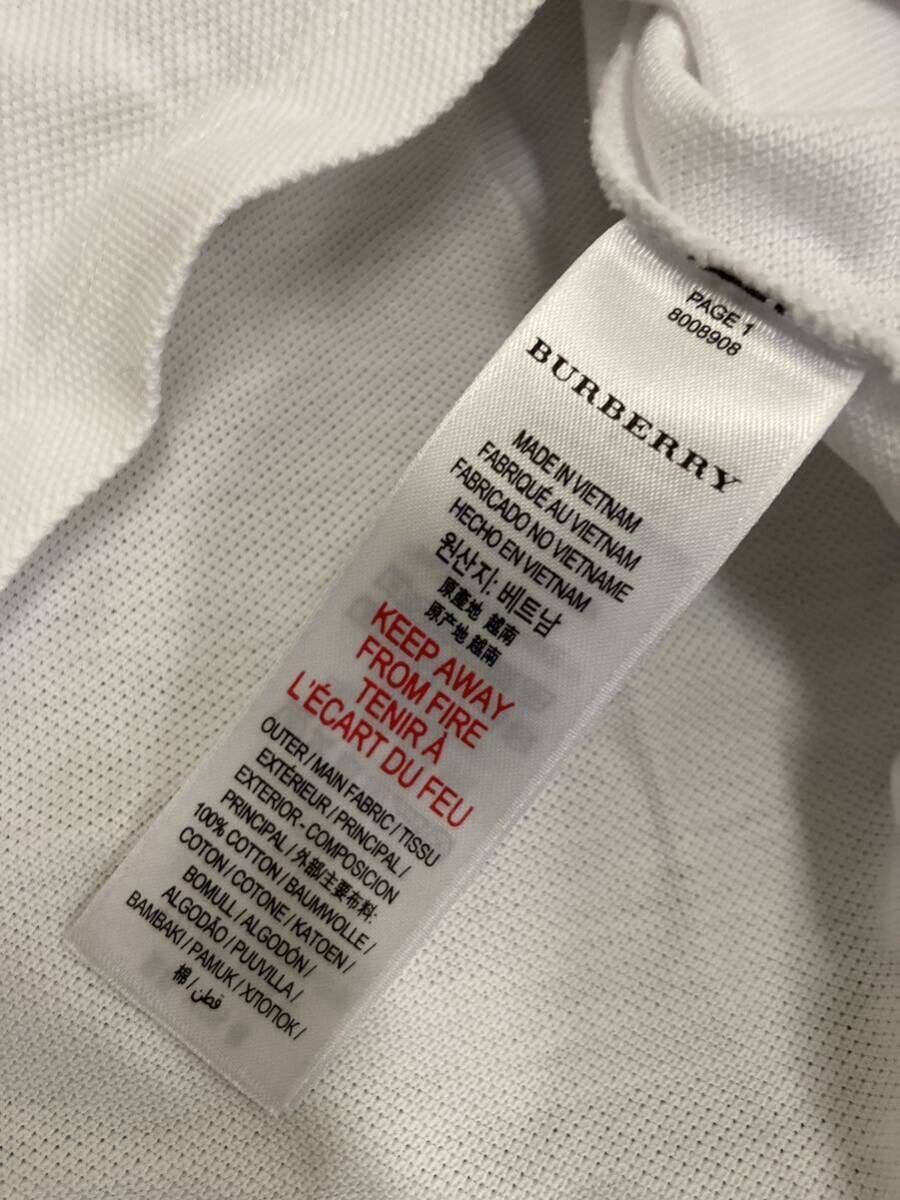 PAGE 1
8008908
BURBERRY
MADE IN VIETNAM
FABRIQUÉ AU VIETNAM
FABRICADO NO VIETNAME
HECHO EN VIETNAM
원산지: 베트남
原產地 越南
原产地 越南
KEEP AWAY
FROM FIRE
TENIR À
L'ÉCART DU FEU
OUTER / MAIN FABRIC / TISSU
EXTÉRIEUR / PRINCIPAL /
EXTERIOR - COMPOSICION
PRINCIPAL / 外部主要布料:
100% COTTON / BAUMWOLLE /
COTON / COTONE / KATOEN /
BOMULL / ALGODÓN /
ALGODÃO / PUUVILLA /
BAMBAKI / PAMUK / ХЛОПОК /
棉 / قطن